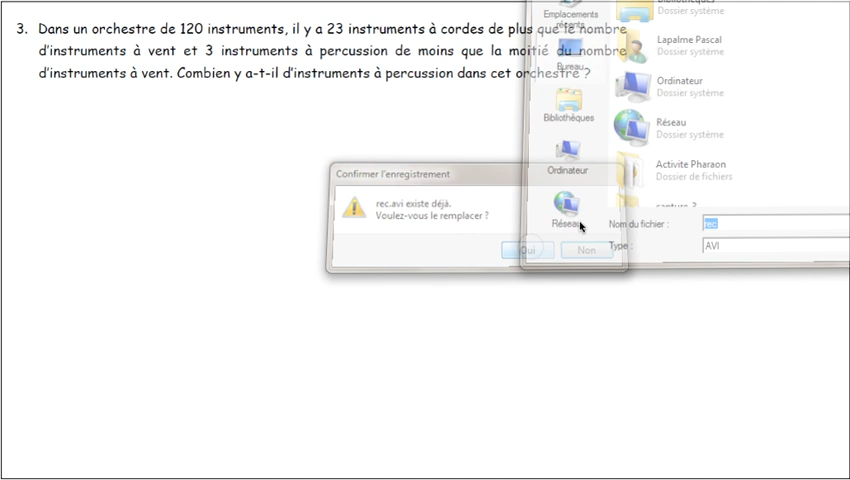 3. Dans un orchestre de 120 instruments, il y a 23 instruments à cordes de plus que le nombre
d'instruments à vent et 3 instruments à percussion de moins que la moitié du nombre
d'instruments à vent. Combien y a-t-il d'instruments à percussion dans cet orchestre ?
Emplacements
récents
Bureau
Bibliothèques
Ordinateur
Réseau
Bibliothèques
Dossier système
Lapalme Pascal
Dossier système
Ordinateur
Dossier système
Réseau
Dossier système
Activite Pharaon
Dossier de fichiers
capture 2
Nom du fichier : rec
Type : AVI
Confirmer l'enregistrement
rec.avi existe déjà.
Voulez-vous le remplacer ?
Oui Non